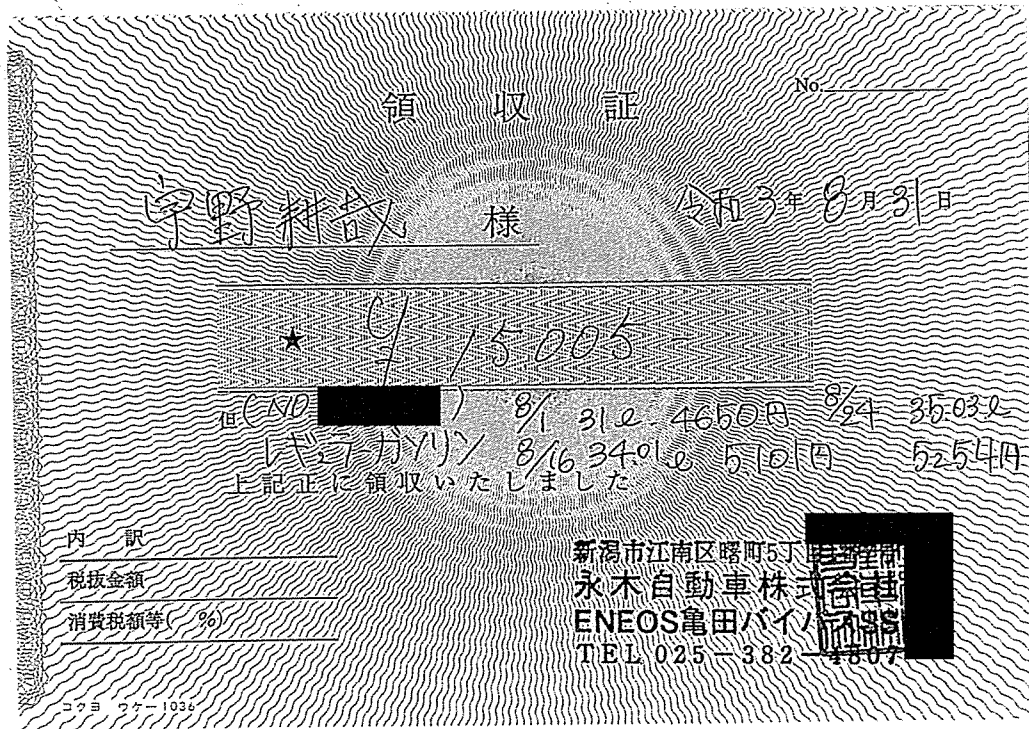 No.
領収証
宇野耕哉 様
令和3年8月31日
★ ¥15,005-
但(NO ) 8/1 31ℓ 4650円 8/24 35.03ℓ
レギュラーガソリン 8/16 34.01ℓ 5101円 5254円
上記正に領収いたしました
内訳
税抜金額
消費税額等( %)
新潟市江南区曙町5丁
永木自動車株式会社
ENEOS亀田バイパスSS
TEL 025-382-4807
コクヨ ウケ-1036